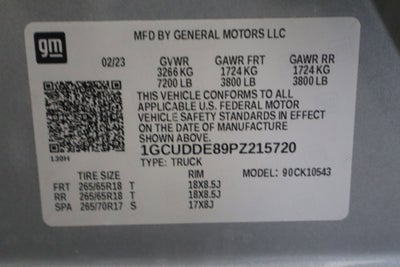 gm
MFD BY GENERAL MOTORS LLC
02/23 GVWR GAWR FRT GAWR RR
3266 KG 1724 KG 1724 KG
7200 LB 3800 LB 3800 LB
THIS VEHICLE CONFORMS TO ALL
APPLICABLE U.S. FEDERAL MOTOR
VEHICLE SAFETY STANDARDS IN EFFECT
ON THE DATE OF MANUFACTURE
SHOWN ABOVE.
138H
1GCUDDE89PZ215720
TYPE: TRUCK MODEL: 90CK10543
TIRE SIZE RIM
FRT 265/65R18 T 18X8.5J
RR 265/65R18 T 18X8.5J
SPA 265/70R17 S 17X8J